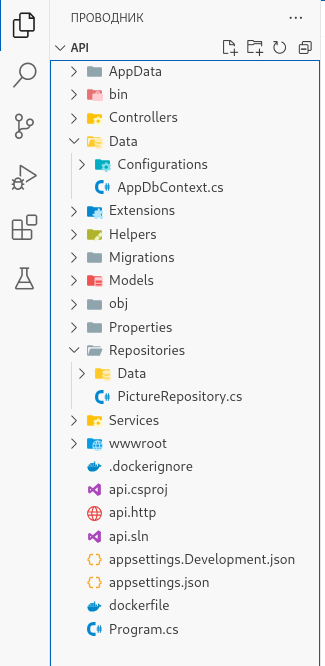 ПРОВОДНИК
API
AppData
bin
Controllers
Data
Configurations
AppDbContext.cs
Extensions
Helpers
Migrations
Models
obj
Properties
Repositories
Data
PictureRepository.cs
Services
wwwroot
.dockerignore
api.csproj
api.http
api.sln
appsettings.Development.json
appsettings.json
dockerfile
Program.cs